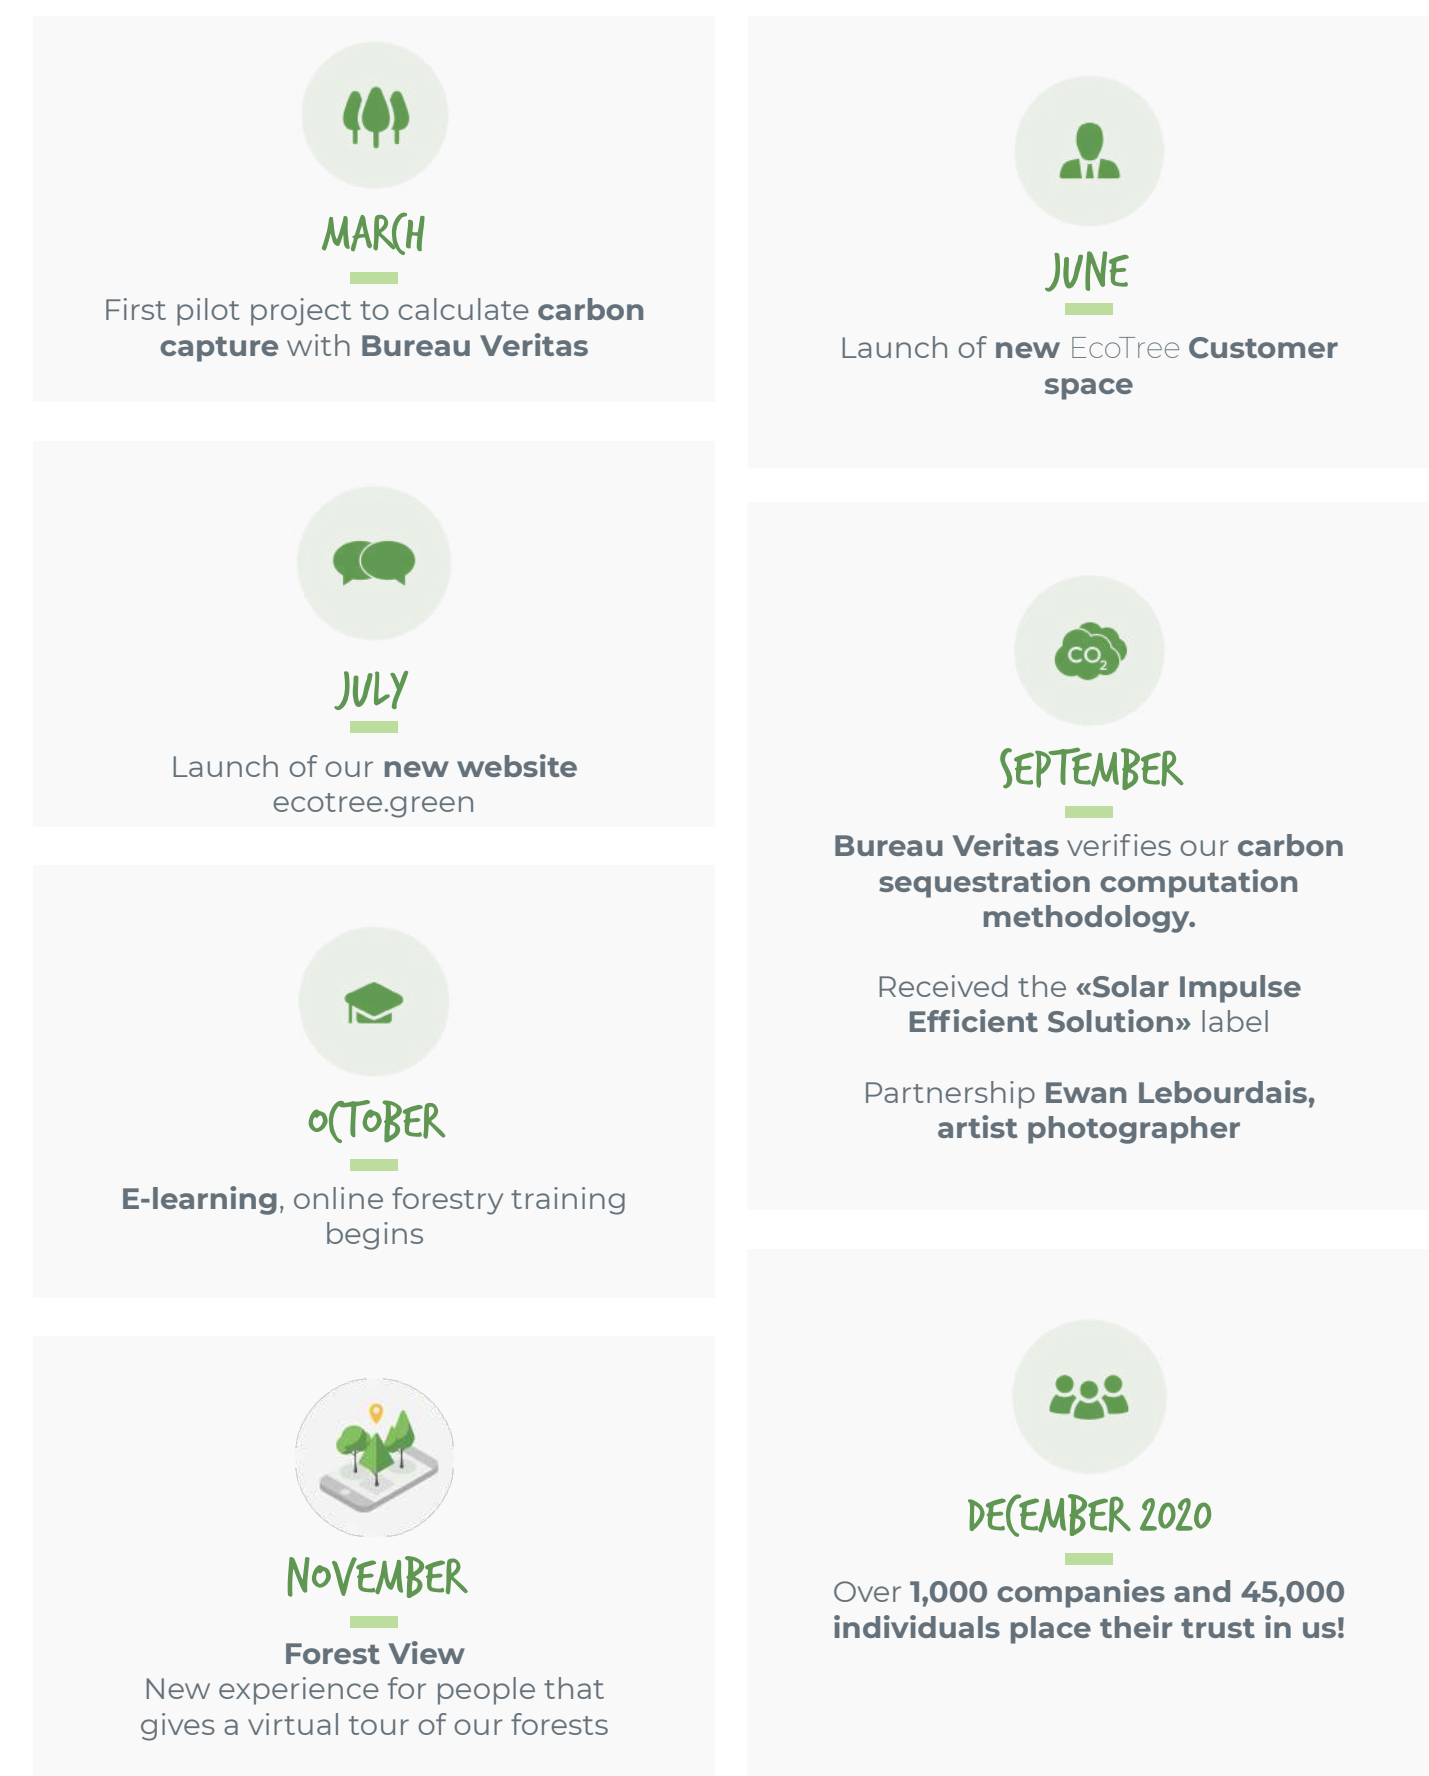 MARCH
First pilot project to calculate carbon
capture with Bureau Veritas
JUNE
Launch of new EcoTree Customer
space
JULY
Launch of our new website
ecotree.green
CO2
SEPTEMBER
Bureau Veritas verifies our carbon
sequestration computation
methodology.
Received the «Solar Impulse
Efficient Solution» label
Partnership Ewan Lebourdais,
artist photographer
OCTOBER
E-learning, online forestry training
begins
NOVEMBER
Forest View
New experience for people that
gives a virtual tour of our forests
DECEMBER 2020
Over 1,000 companies and 45,000
individuals place their trust in us!